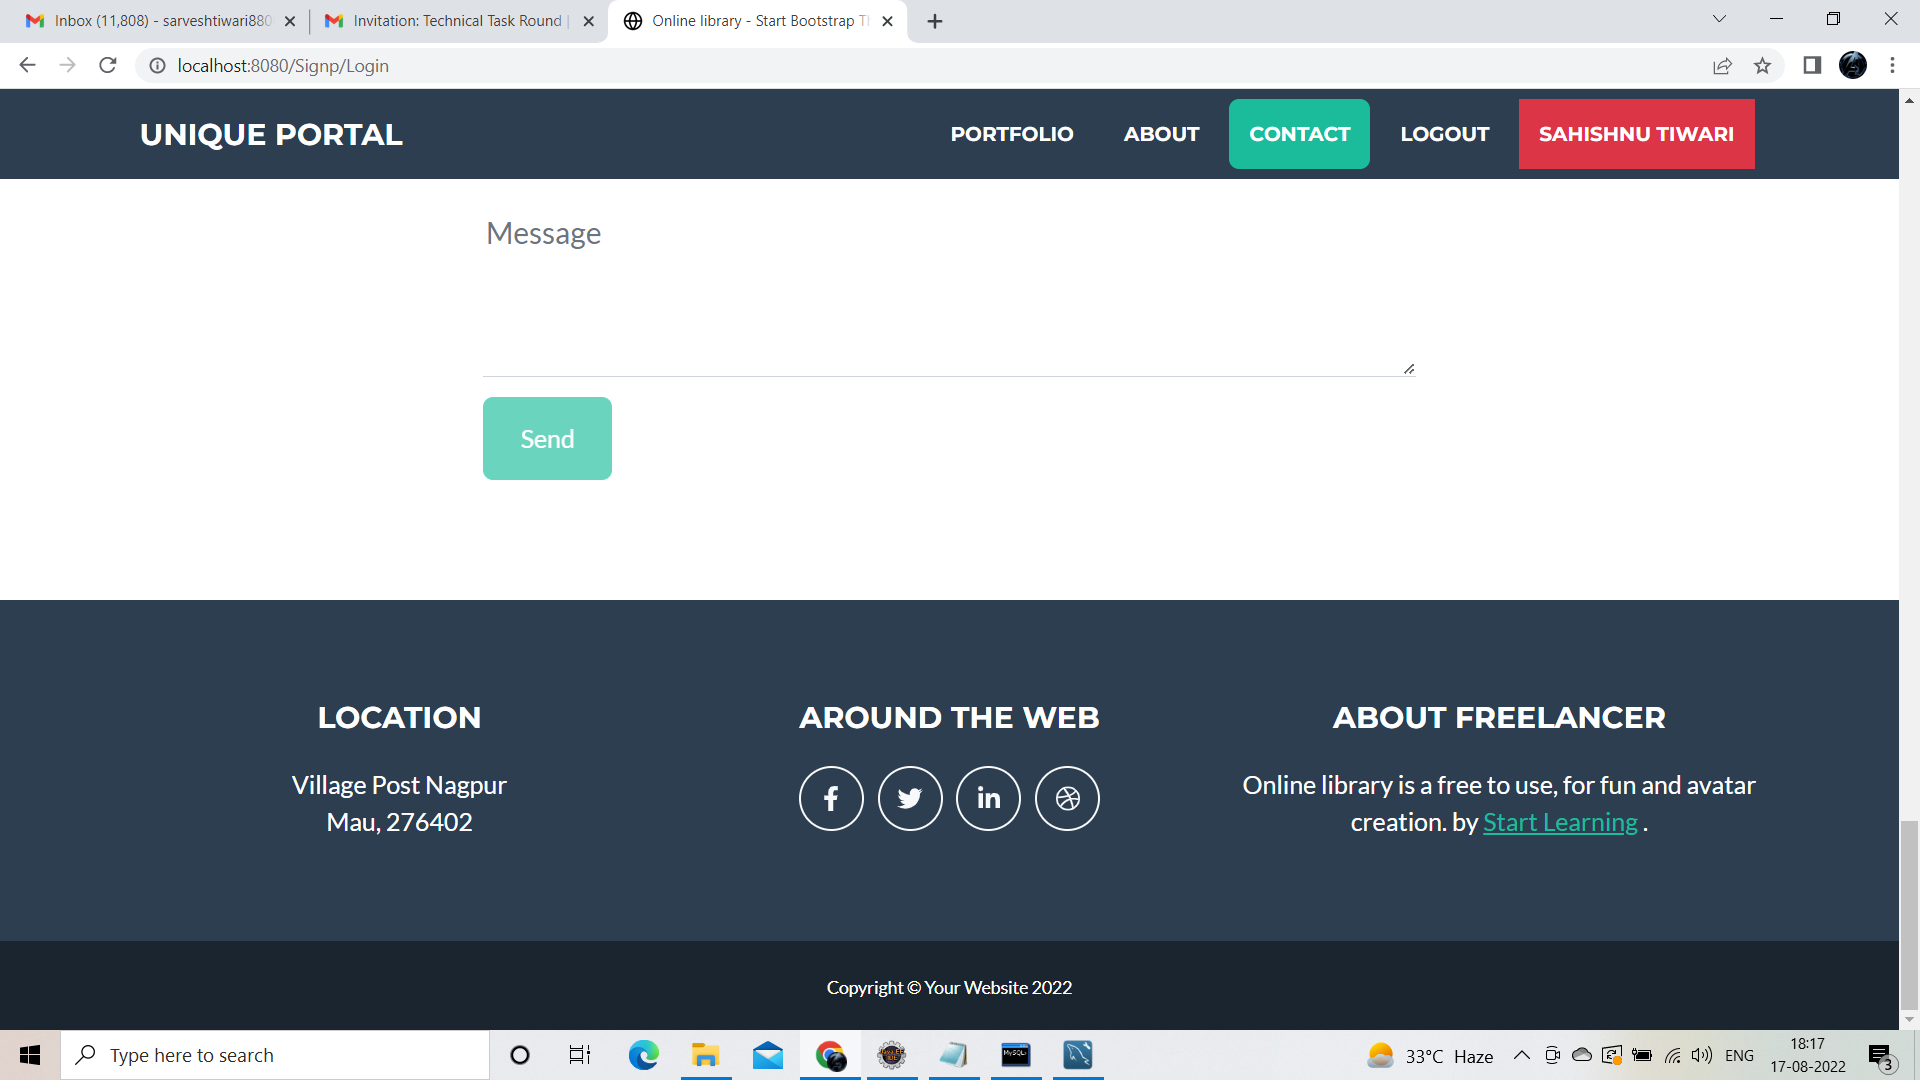 Inbox (11,808) - sarveshtiwari880
Invitation: Technical Task Round |
Online library - Start Bootstrap Th
localhost:8080/Signp/Login
UNIQUE PORTAL
PORTFOLIO
ABOUT
CONTACT
LOGOUT
SAHISHNU TIWARI
Message
Send
LOCATION
Village Post Nagpur
Mau, 276402
AROUND THE WEB
ABOUT FREELANCER
Online library is a free to use, for fun and avatar
creation. by Start Learning .
Copyright © Your Website 2022
Type here to search
MySQL
33°C Haze
ENG
18:17
17-08-2022
3